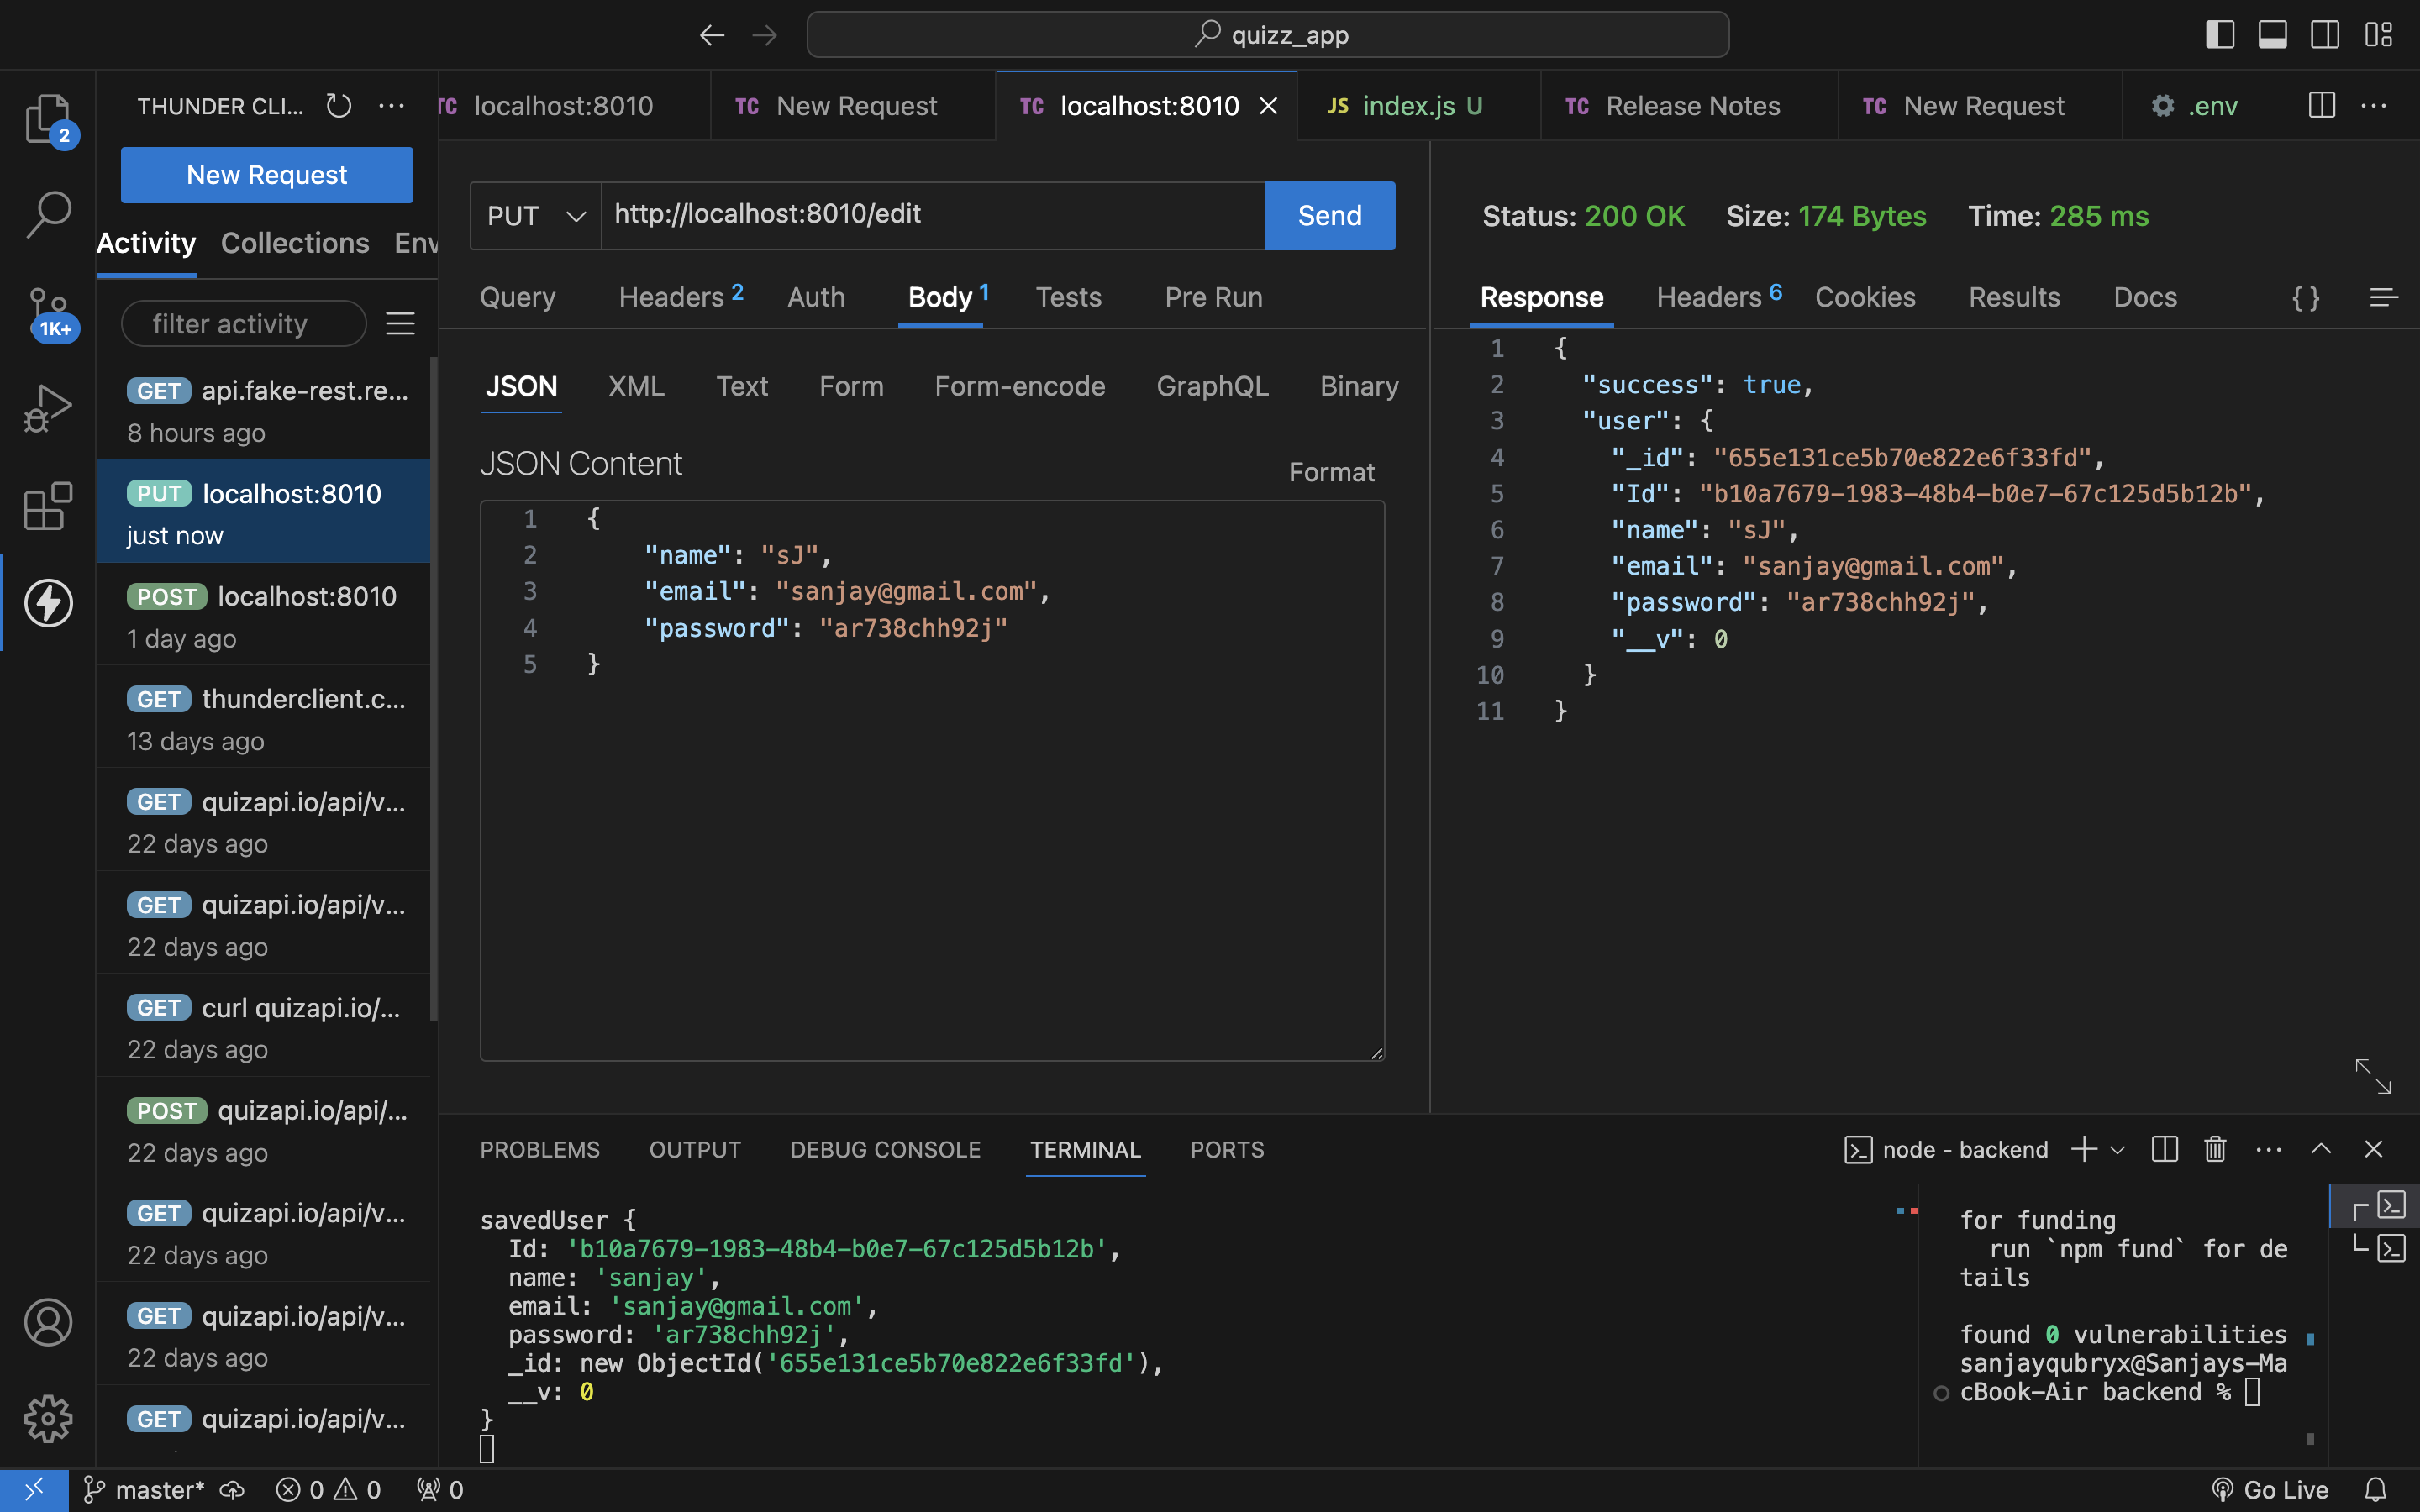 quizz_app
THUNDER CLI...
TC localhost:8010
TC New Request
TC localhost:8010
JS index.js U
TC Release Notes
TC New Request
.env
2
1K+
New Request
Activity Collections Env
filter activity
GET api.fake-rest.re...
8 hours ago
PUT localhost:8010
just now
POST localhost:8010
1 day ago
GET thunderclient.c...
13 days ago
GET quizapi.io/api/v...
22 days ago
GET quizapi.io/api/v...
22 days ago
GET curl quizapi.io/...
22 days ago
POST quizapi.io/api/...
22 days ago
GET quizapi.io/api/v...
22 days ago
GET quizapi.io/api/v...
22 days ago
GET quizapi.io/api/v...
PUT http://localhost:8010/edit Send
Query Headers 2 Auth Body 1 Tests Pre Run
JSON XML Text Form Form-encode GraphQL Binary
JSON Content
Format
1 {
2 "name": "sJ",
3 "email": "sanjay@gmail.com",
4 "password": "ar738chh92j"
5 }
Status: 200 OK Size: 174 Bytes Time: 285 ms
Response Headers 6 Cookies Results Docs { }
1 {
2 "success": true,
3 "user": {
4 "_id": "655e131ce5b70e822e6f33fd",
5 "Id": "b10a7679-1983-48b4-b0e7-67c125d5b12b",
6 "name": "sJ",
7 "email": "sanjay@gmail.com",
8 "password": "ar738chh92j",
9 "__v": 0
10 }
11 }
PROBLEMS OUTPUT DEBUG CONSOLE TERMINAL PORTS
node - backend
savedUser {
Id: 'b10a7679-1983-48b4-b0e7-67c125d5b12b',
name: 'sanjay',
email: 'sanjay@gmail.com',
password: 'ar738chh92j',
_id: new ObjectId('655e131ce5b70e822e6f33fd'),
__v: 0
}
for funding
run `npm fund` for de
tails
found 0 vulnerabilities
sanjayqubryx@Sanjays-Ma
cBook-Air backend %
master* 0 0 0
Go Live